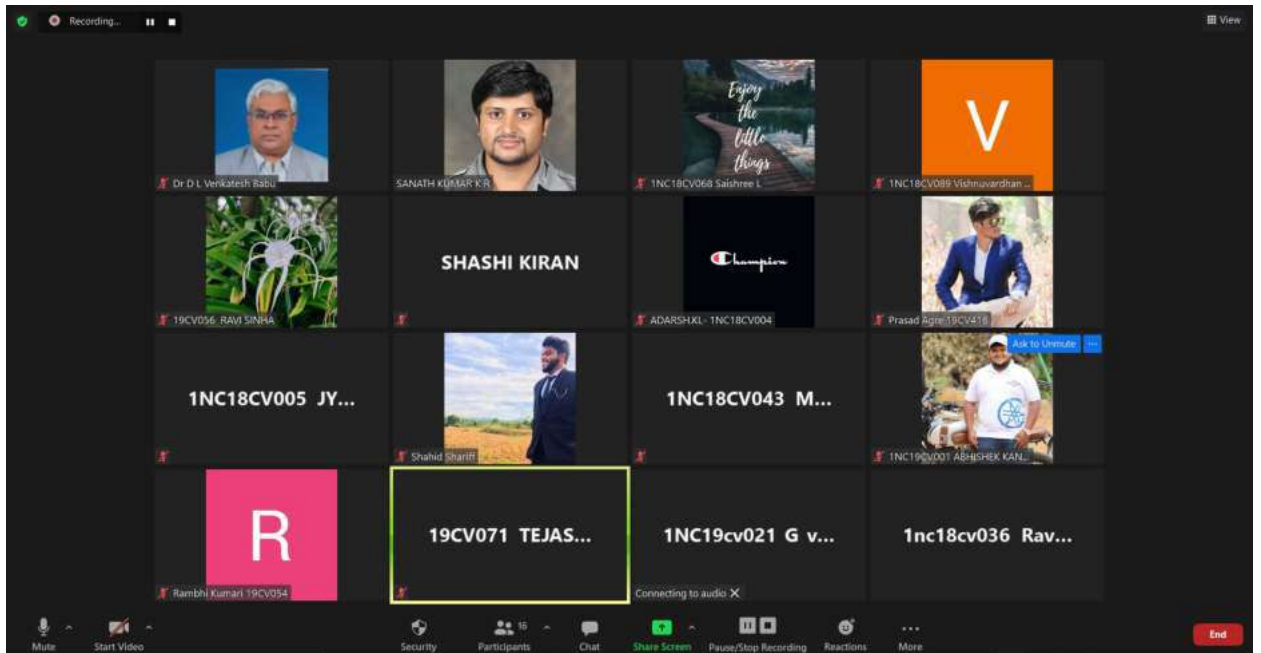 Recording...
View
Dr D L Venkatesh Babu
SANATH KUMAR K R
Enjoy
the
little
things
1NC18CV068 Saishree L
V
1NC18CV089 Vishnuvardhan ...
19CV056 RAVI SINHA
SHASHI KIRAN
Champion
ADARSH.KL- 1NC18CV004
Prasad Agre 19CV416
Ask to Unmute ...
1NC18CV005 JY...
Shahid Shariff
1NC18CV043 M...
1NC19CV001 ABHISHEK KAN...
R
Rambhi Kumari 19CV054
19CV071 TEJAS...
1NC19cv021 G v...
Connecting to audio X
1nc18cv036 Rav...
Mute
Start Video
Security
16
Participants
Chat
Share Screen
Pause/Stop Recording
Reactions
More
End